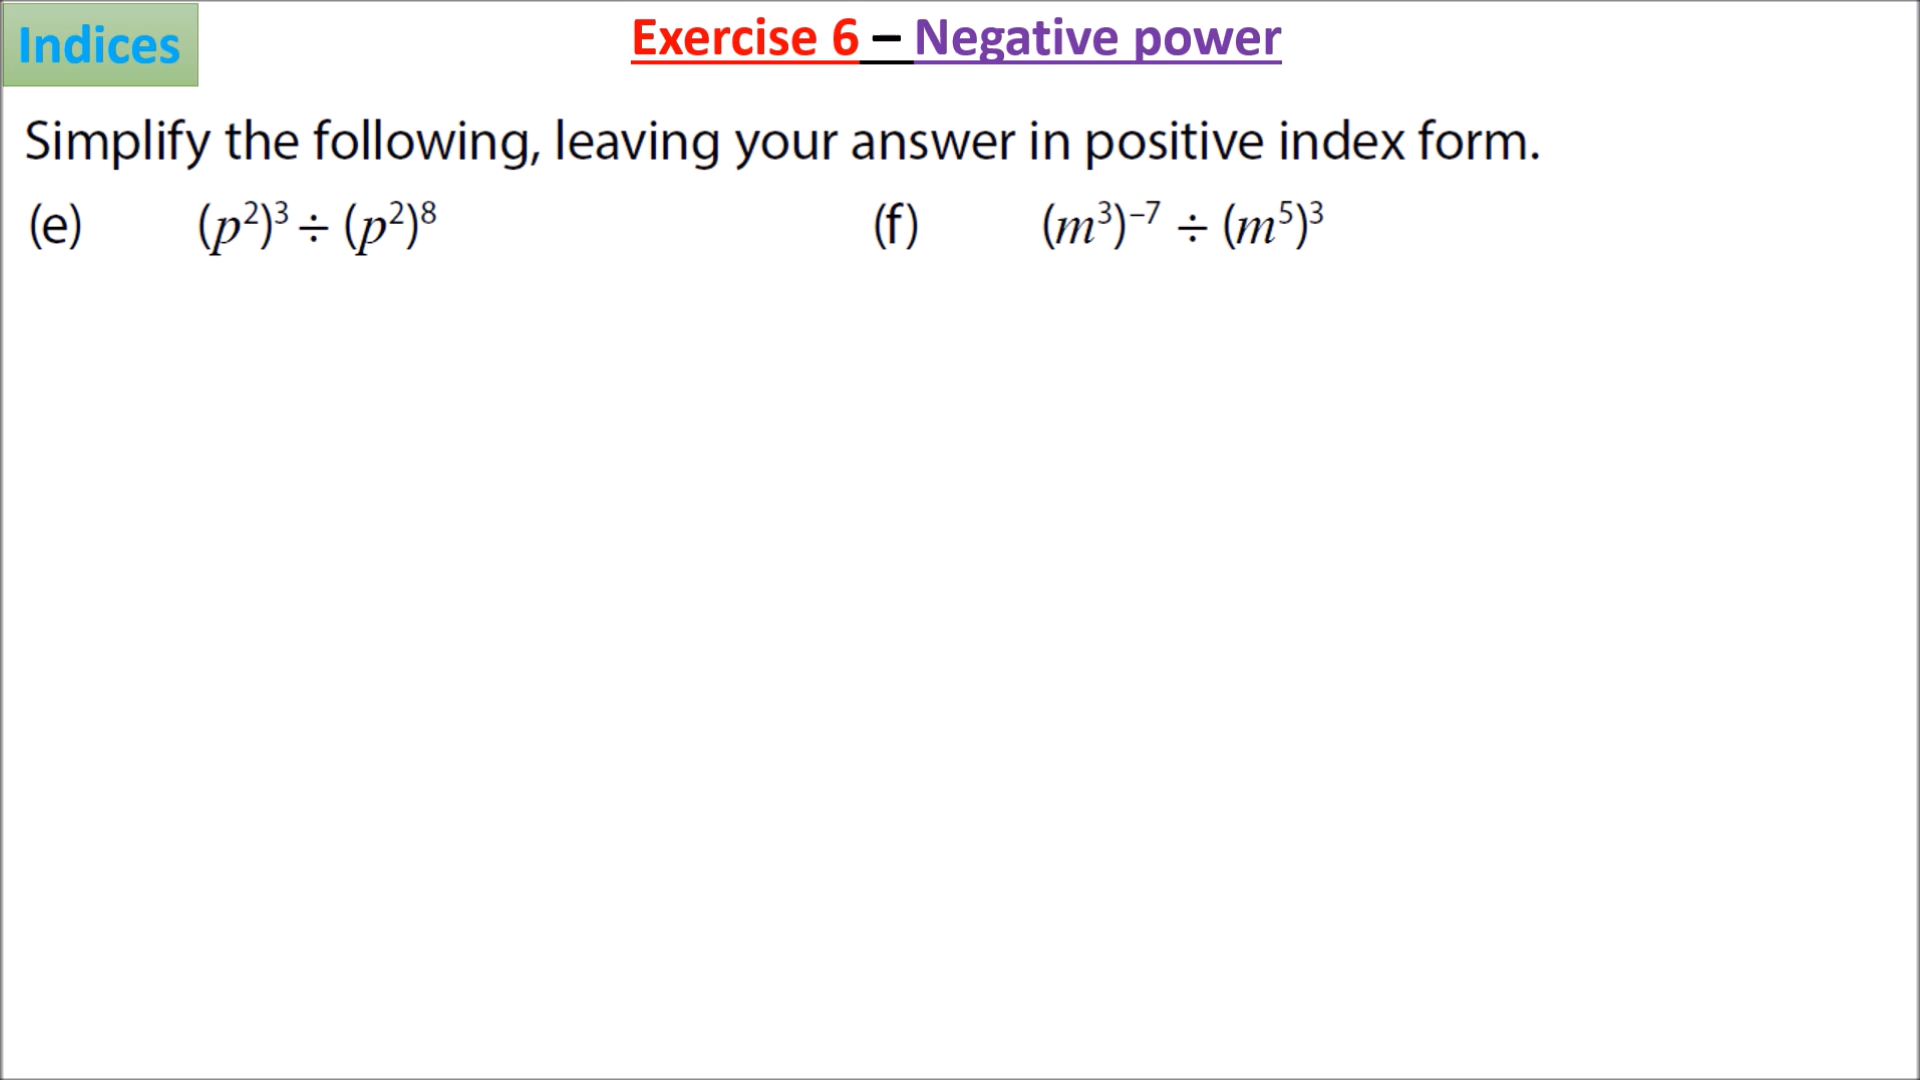 Indices
Exercise 6 – Negative power
Simplify the following, leaving your answer in positive index form.
(e) (p²)³ ÷ (p²)⁸ (f) (m³)⁻⁷ ÷ (m⁵)³